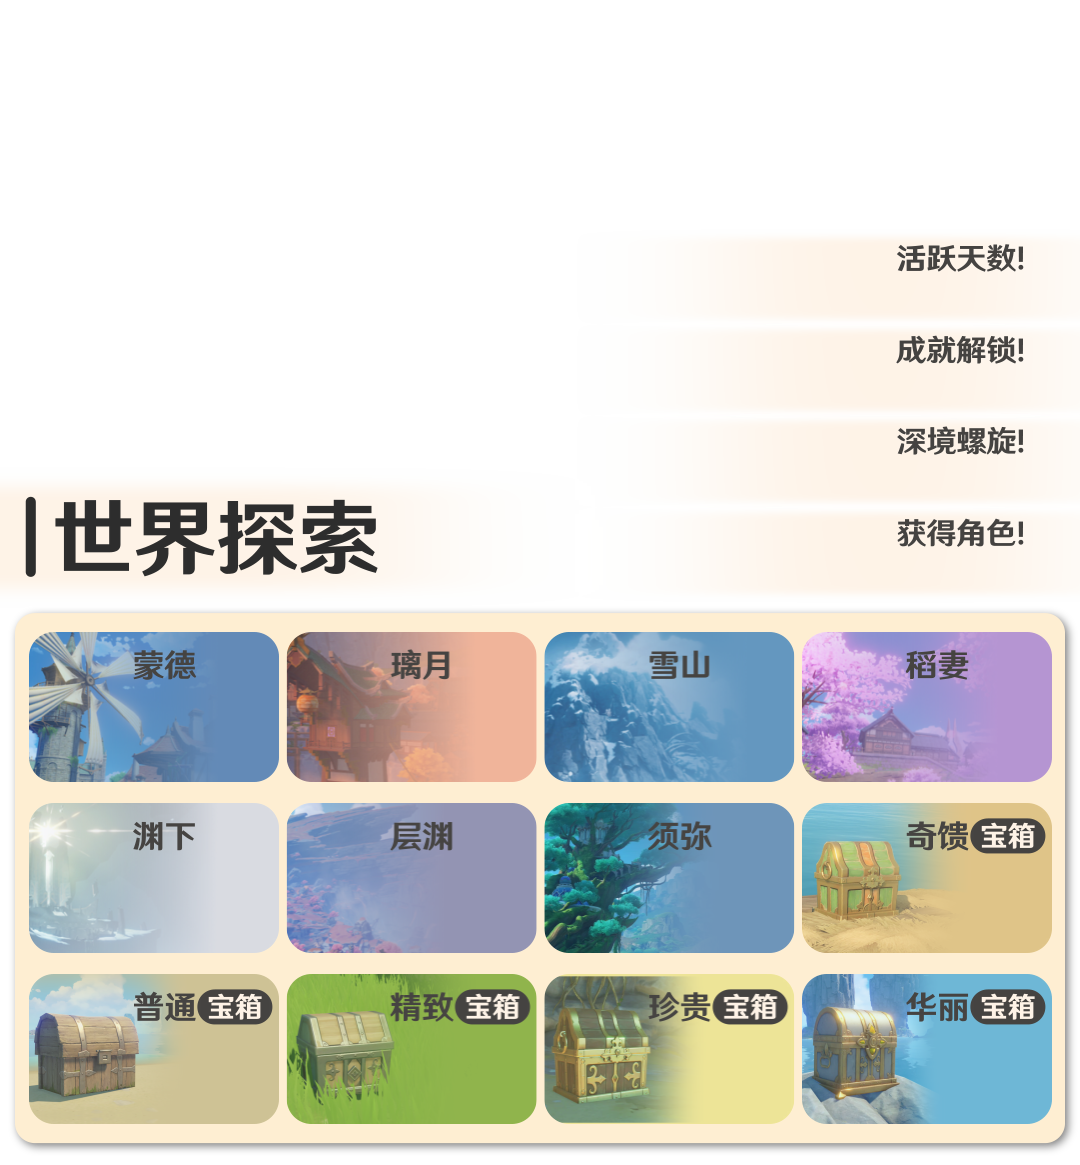 活跃天数!
成就解锁!
深境螺旋!
获得角色!
世界探索
蒙德
璃月
雪山
稻妻
渊下
层渊
须弥
奇馈宝箱
普通宝箱
精致宝箱
珍贵宝箱
华丽宝箱